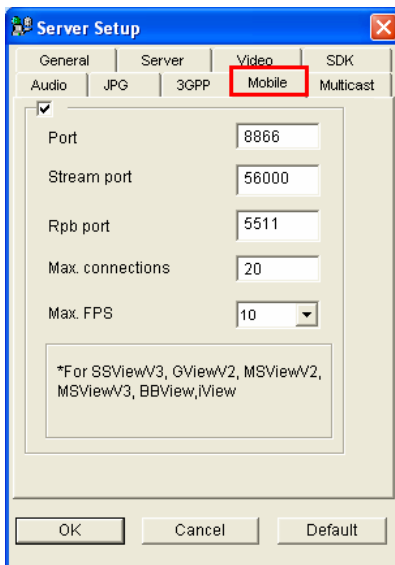 Server Setup
General Server Video SDK
Audio JPG 3GPP Mobile Multicast
Port 8866
Stream port 56000
Rpb port 5511
Max. connections 20
Max. FPS 10
*For SSViewV3, GViewV2, MSViewV2,
MSViewV3, BBView,iView
OK Cancel Default